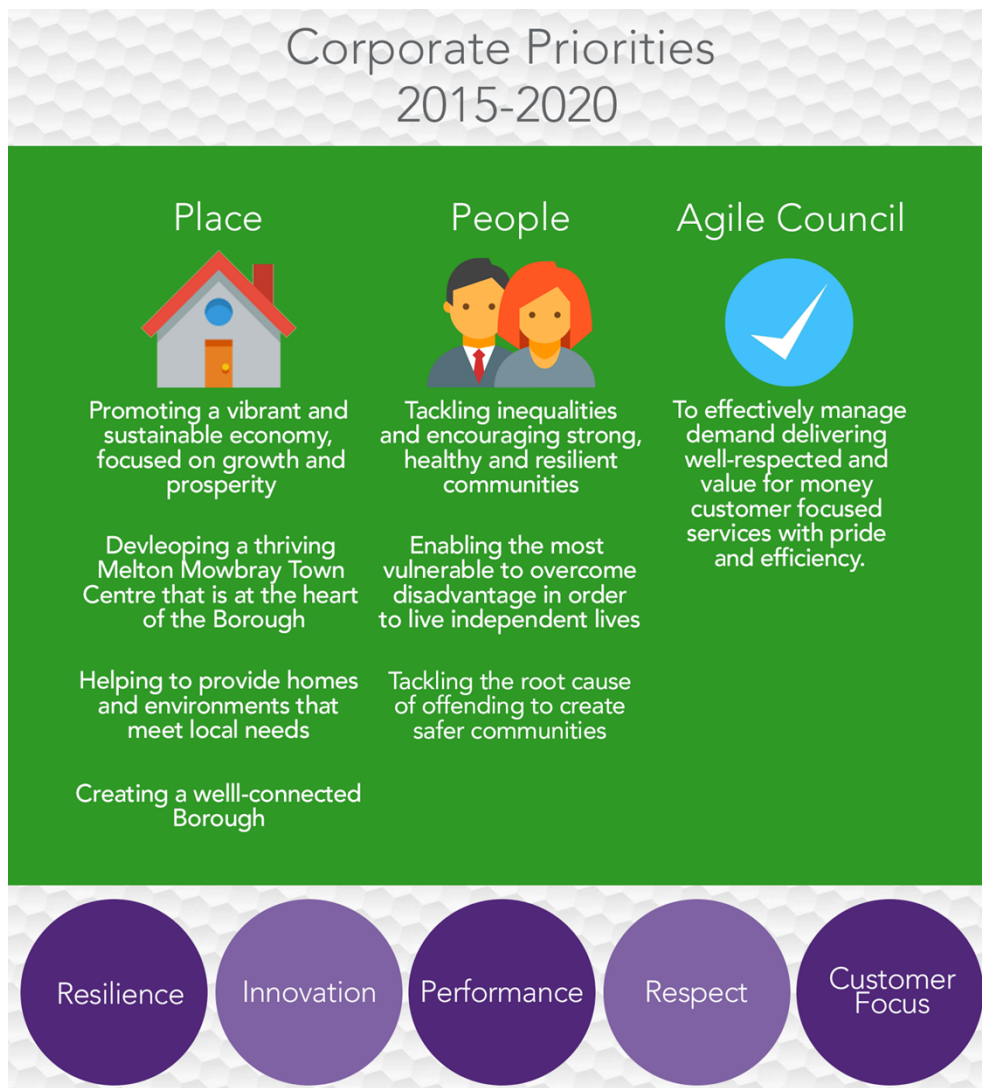 Corporate Priorities
2015-2020
Place
Promoting a vibrant and
sustainable economy,
focused on growth and
prosperity
Devleoping a thriving
Melton Mowbray Town
Centre that is at the heart
of the Borough
Helping to provide homes
and environments that
meet local needs
Creating a welll-connected
Borough
People
Tackling inequalities
and encouraging strong,
healthy and resilient
communities
Enabling the most
vulnerable to overcome
disadvantage in order
to live independent lives
Tackling the root cause
of offending to create
safer communities
Agile Council
To effectively manage
demand delivering
well-respected and
value for money
customer focused
services with pride
and efficiency.
Resilience
Innovation
Performance
Respect
Customer
Focus